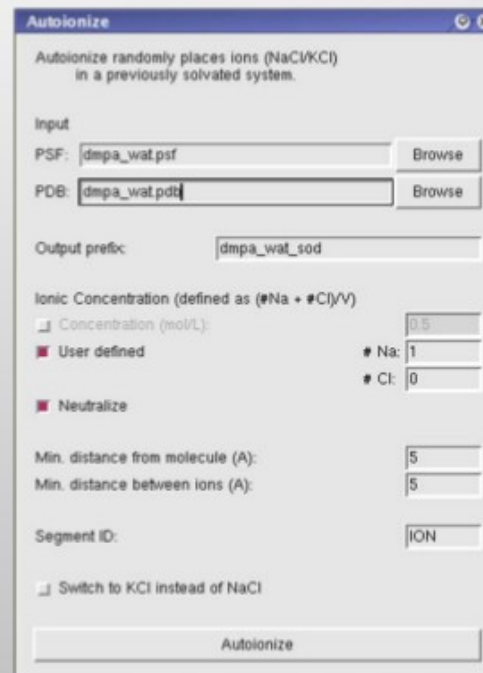 Autoionize
Autoionize randomly places ions (NaCl/KCl)
in a previously solvated system.
Input
PSF: dmpa_wat.psf Browse
PDB: dmpa_wat.pdb Browse
Output prefix: dmpa_wat_sod
Ionic Concentration (defined as (#Na + #Cl)/V)
Concentration (mol/L): 0.5
User defined # Na: 1
# Cl: 0
Neutralize
Min. distance from molecule (A): 5
Min. distance between ions (A): 5
Segment ID: ION
Switch to KCl instead of NaCl
Autoionize